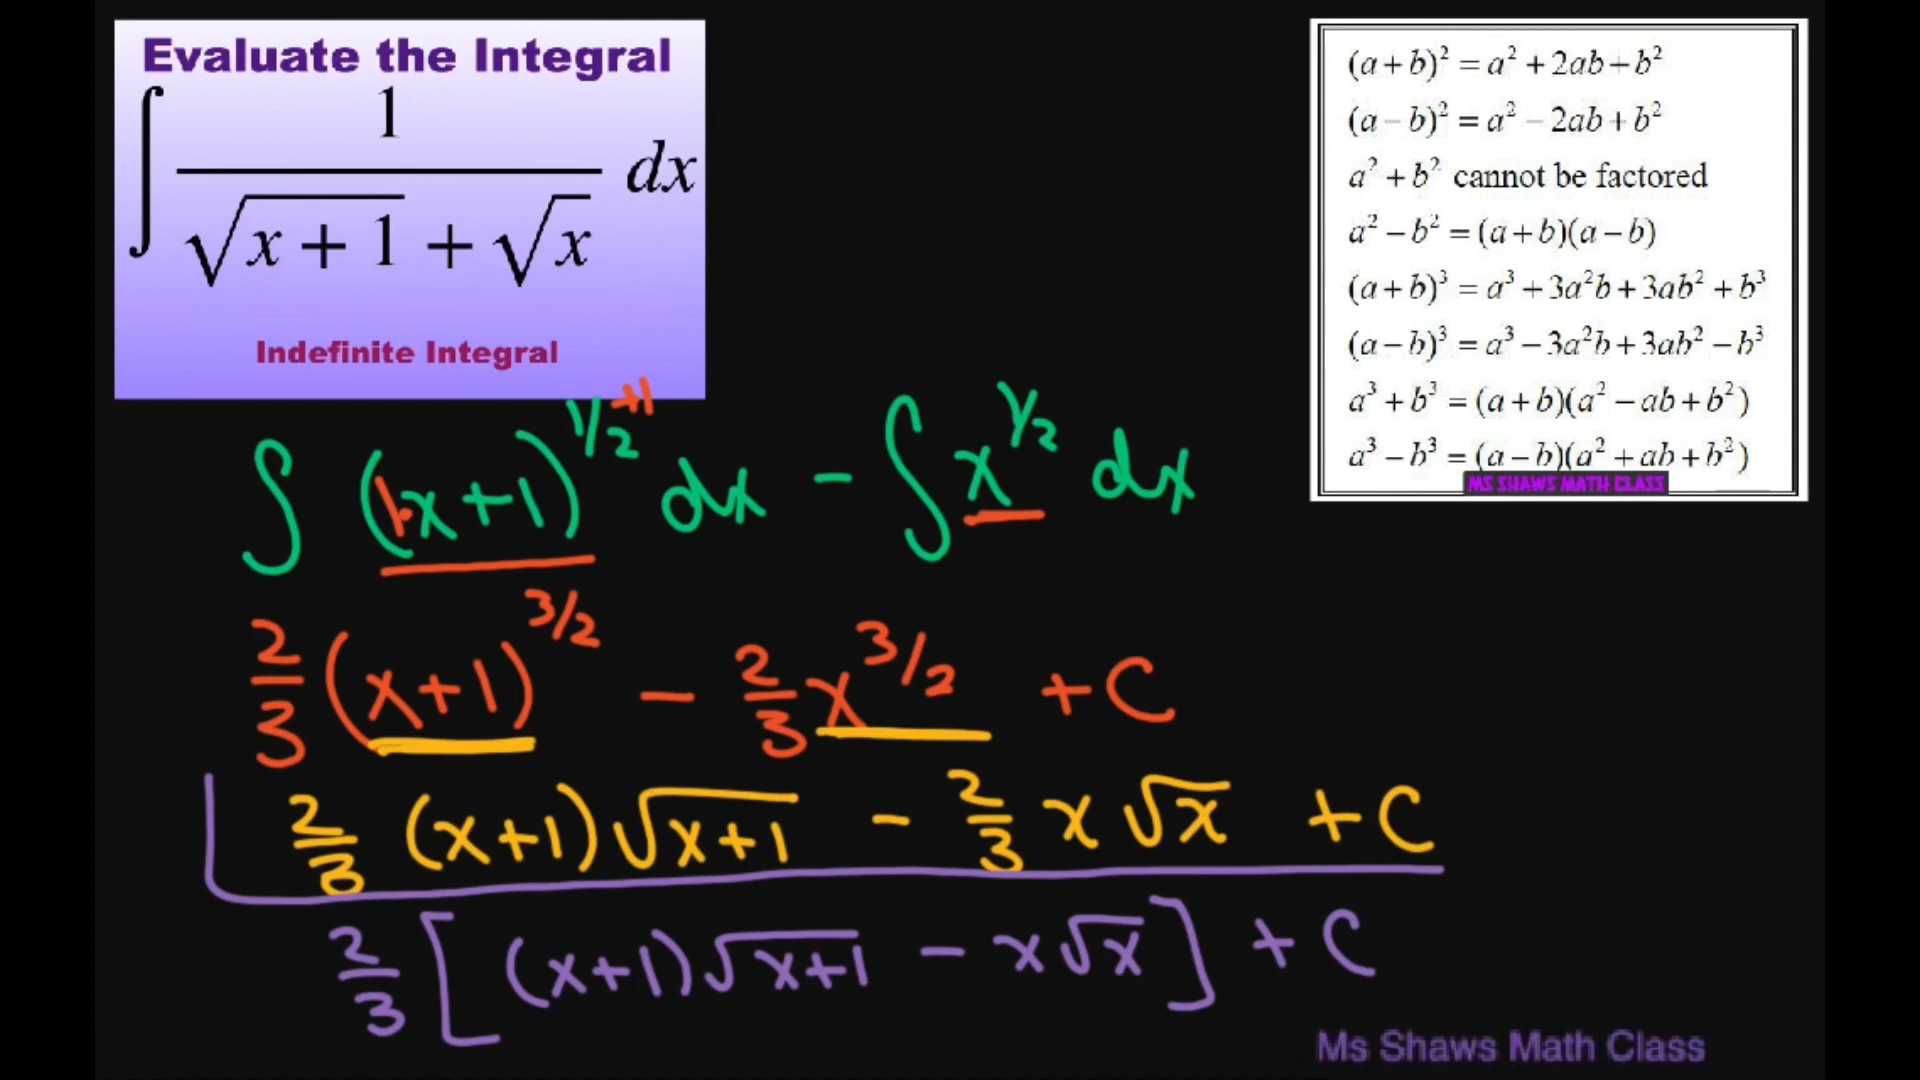 Evaluate the Integral
∫ 1/(√(x + 1) + √x) dx
Indefinite Integral
(a+b)² = a² + 2ab + b²
(a − b)² = a² − 2ab + b²
a² + b² cannot be factored
a² − b² = (a+b)(a−b)
(a+b)³ = a³ + 3a²b + 3ab² + b³
(a−b)³ = a³ − 3a²b + 3ab² − b³
a³ + b³ = (a+b)(a² − ab + b²)
a³ − b³ = (a−b)(a² + ab + b²)
MS SHAWS MATH CLASS
∫ (1·x+1)^(1/2 +1) dx − ∫ x^(1/2) dx
2/3 (x+1)^(3/2) − 2/3 x^(3/2) + C
2/3 (x+1)√(x+1) − 2/3 x√x + C
2/3 [(x+1)√(x+1) − x√x] + C
Ms Shaws Math Class